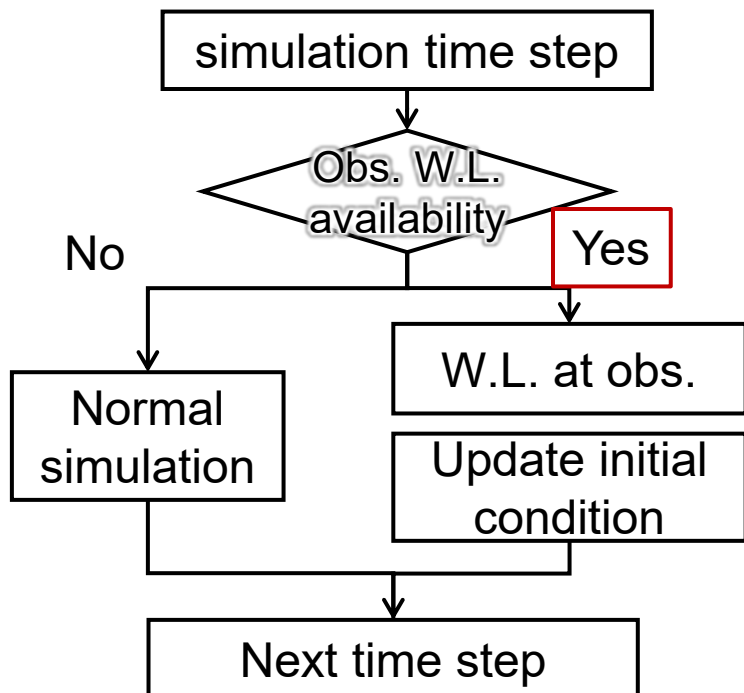 simulation time step
Obs. W.L.
availability
No
Yes
W.L. at obs.
Normal
simulation
Update initial
condition
Next time step